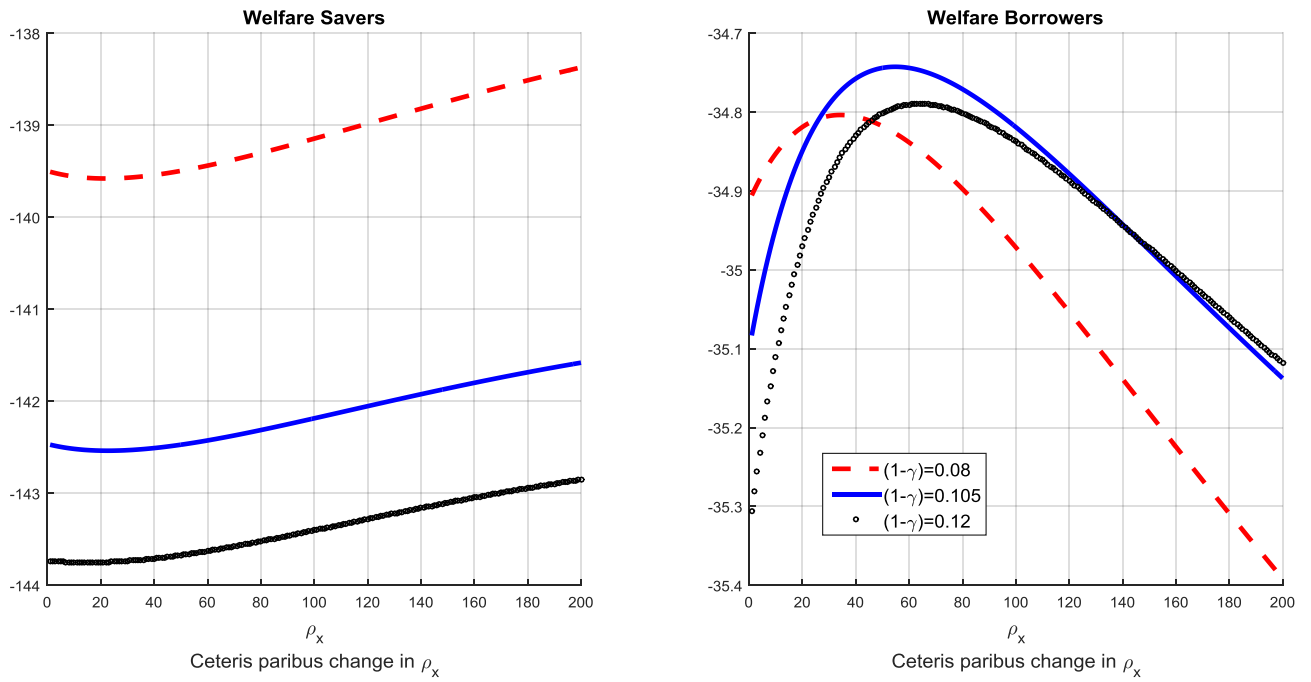 Welfare Savers
-138
-139
-140
-141
-142
-143
-144
0 20 40 60 80 100 120 140 160 180 200
ρx
Ceteris paribus change in ρx
Welfare Borrowers
-34.7
-34.8
-34.9
-35
-35.1
-35.2
-35.3
-35.4
(1-γ)=0.08
(1-γ)=0.105
(1-γ)=0.12
0 20 40 60 80 100 120 140 160 180 200
ρx
Ceteris paribus change in ρx